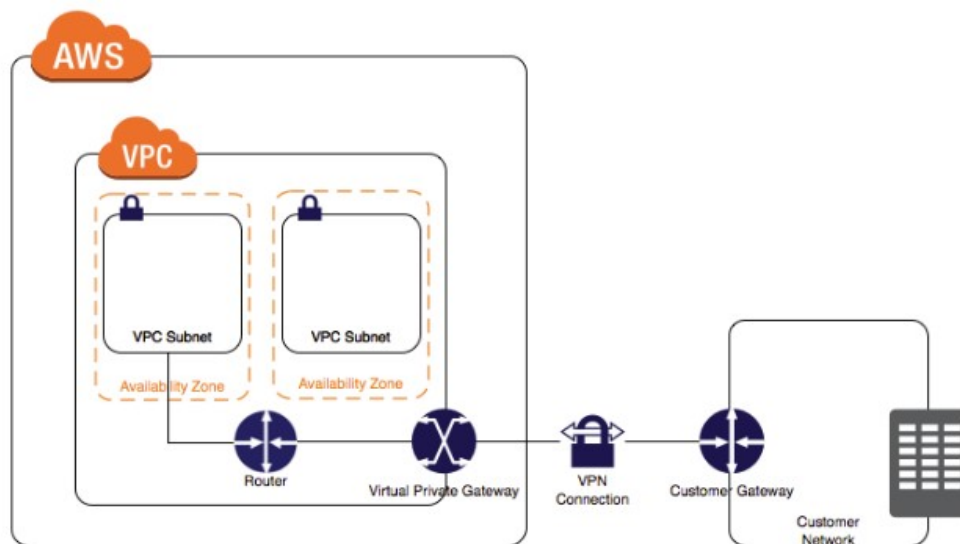 AWS
VPC
VPC Subnet
VPC Subnet
Availability Zone
Availability Zone
Router
Virtual Private Gateway
VPN
Connection
Customer Gateway
Customer
Network